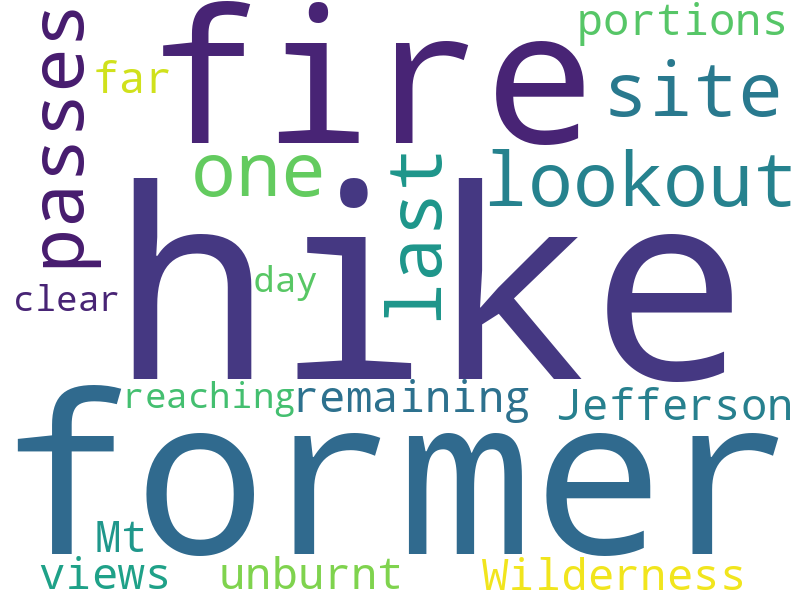 portions
fire
passes
far
site
one
lookout
last
hike
day
clear
reaching
remaining
Jefferson
former
Mt
views
unburnt
Wilderness